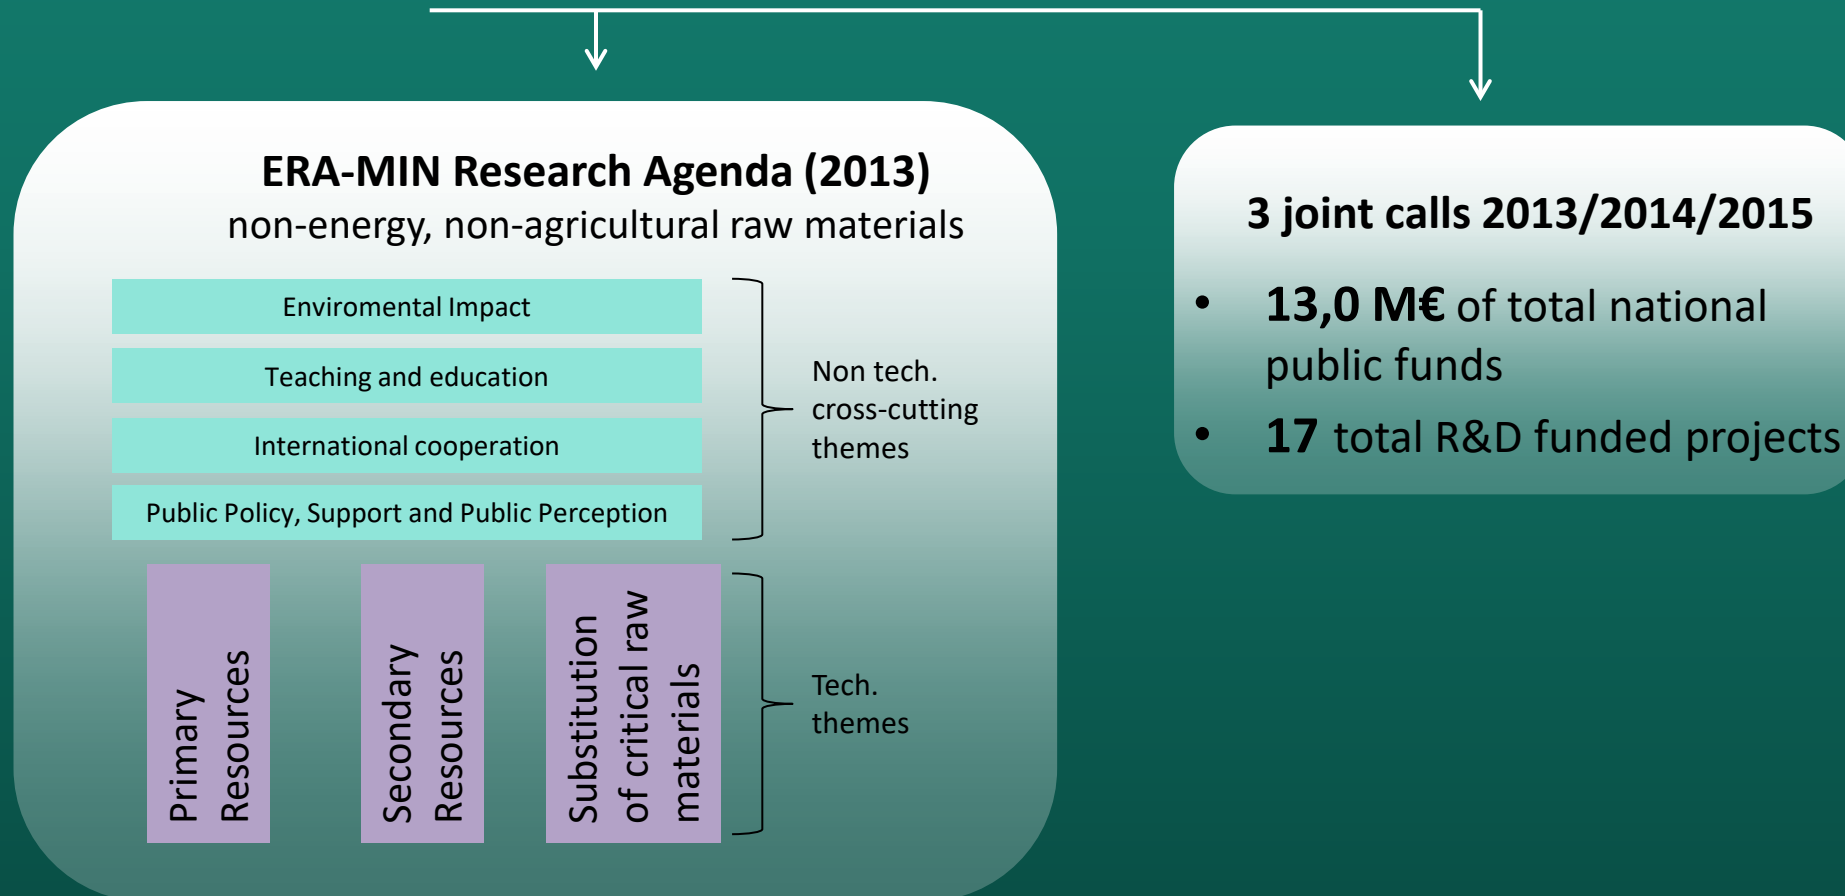 ERA-MIN Research Agenda (2013)
non-energy, non-agricultural raw materials
Enviromental Impact
Teaching and education
International cooperation
Public Policy, Support and Public Perception
Non tech.
cross-cutting
themes
Primary
Resources
Secondary
Resources
Substitution
of critical raw
materials
Tech.
themes
3 joint calls 2013/2014/2015
• 13,0 M€ of total national
public funds
• 17 total R&D funded projects